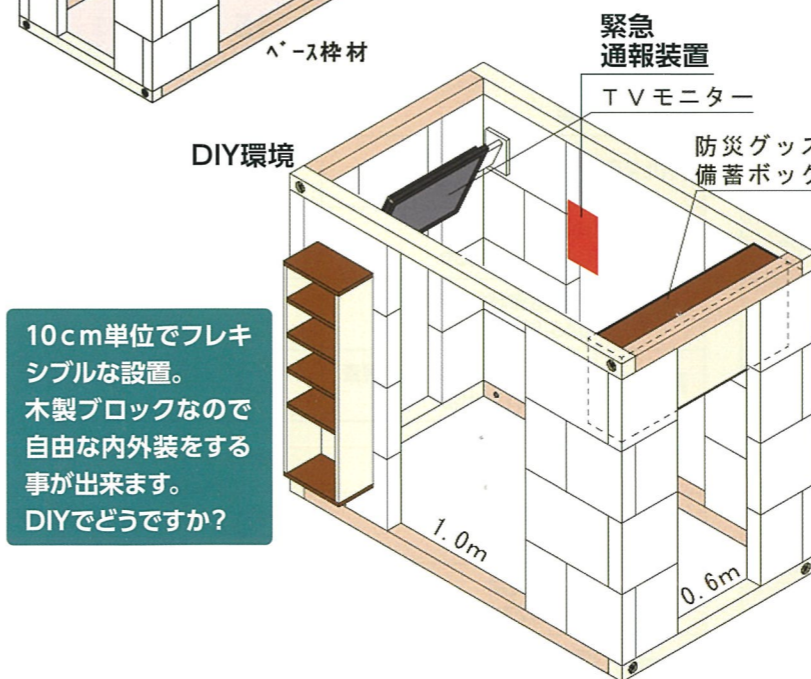 ベース枠材
緊急
通報装置
TVモニター
DIY環境
防災グッズ
備蓄ボック
10cm単位でフレキ
シブルな設置。
木製ブロックなので
自由な内外装をする
事が出来ます。
DIYでどうですか?
1.0m
0.6m